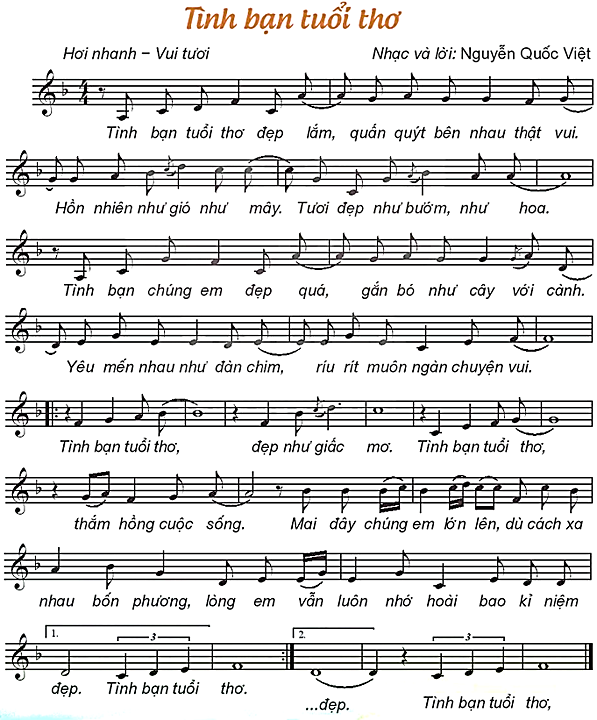 Tình bạn tuổi thơ
Hơi nhanh – Vui tươi
Nhạc và lời: Nguyễn Quốc Việt
Tình bạn tuổi thơ đẹp lắm, quấn quýt bên nhau thật vui.
Hồn nhiên như gió như mây. Tươi đẹp như bướm, như hoa.
Tình bạn chúng em đẹp quá, gắn bó như cây với cành.
Yêu mến nhau như đàn chim, ríu rít muôn ngàn chuyện vui.
Tình bạn tuổi thơ, đẹp như giấc mơ. Tình bạn tuổi thơ,
3
thắm hồng cuộc sống. Mai đây chúng em lớn lên, dù cách xa
nhau bốn phương, lòng em vẫn luôn nhớ hoài bao kỉ niệm
1. 3 2. 3
đẹp. Tình bạn tuổi thơ. ...đẹp. Tình bạn tuổi thơ,